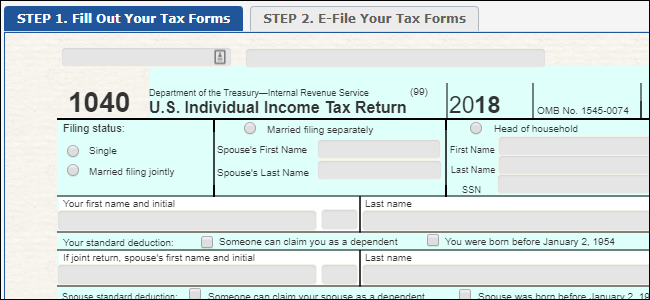 STEP 1. Fill Out Your Tax Forms STEP 2. E-File Your Tax Forms
Department of the Treasury—Internal Revenue Service (99)
1040 U.S. Individual Income Tax Return 2018 OMB No. 1545-0074
Filing status: Married filing separately Head of household
Single Spouse's First Name First Name
Married filing jointly Spouse's Last Name Last Name
SSN
Your first name and initial Last name
Your standard deduction: Someone can claim you as a dependent You were born before January 2, 1954
If joint return, spouse's first name and initial Last name
Spouse standard deduction: Someone can claim your spouse as a dependent Spouse was born before January 2,